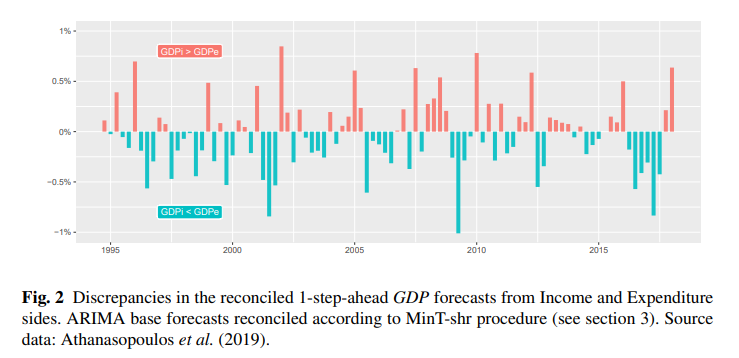 1%
GDPi > GDPe
0.5%
0%
−0.5%
GDPi < GDPe
−1%
1995 2000 2005 2010 2015
Fig. 2 Discrepancies in the reconciled 1-step-ahead GDP forecasts from Income and Expenditure
sides. ARIMA base forecasts reconciled according to MinT-shr procedure (see section 3). Source
data: Athanasopoulos et al. (2019).